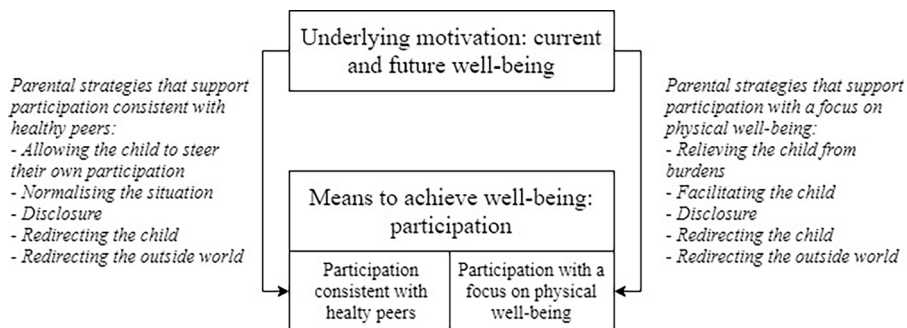 Underlying motivation: current
and future well-being
Parental strategies that support
participation consistent with
healthy peers:
- Allowing the child to steer
their own participation
- Normalising the situation
- Disclosure
- Redirecting the child
- Redirecting the outside world
Parental strategies that support
participation with a focus on
physical well-being:
- Relieving the child from
burdens
- Facilitating the child
- Disclosure
- Redirecting the child
- Redirecting the outside world
Means to achieve well-being:
participation
Participation
consistent with
healty peers
Participation with a
focus on physical
well-being